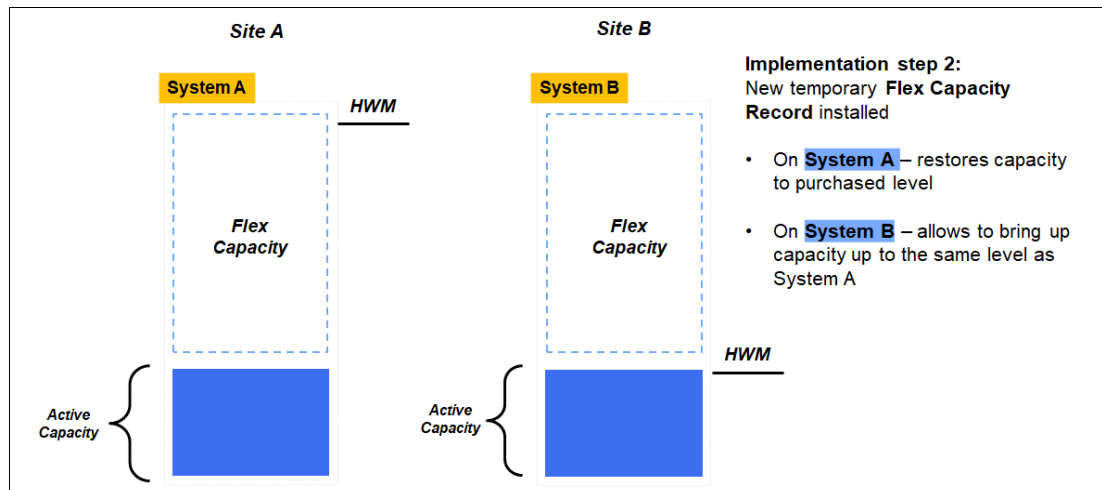 Site A
Site B
System A
HWM
Flex
Capacity
Active
Capacity
System B
Flex
Capacity
HWM
Active
Capacity
Implementation step 2:
New temporary Flex Capacity
Record installed
• On System A – restores capacity
to purchased level
• On System B – allows to bring up
capacity up to the same level as
System A